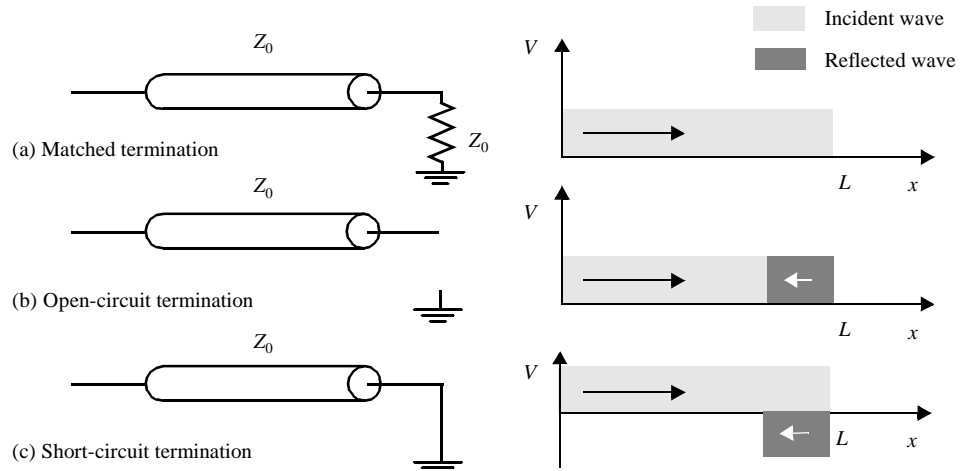 Incident wave
Reflected wave
Z0
Z0
(a) Matched termination
V
L
x
Z0
(b) Open-circuit termination
V
L
x
Z0
(c) Short-circuit termination
V
L
x